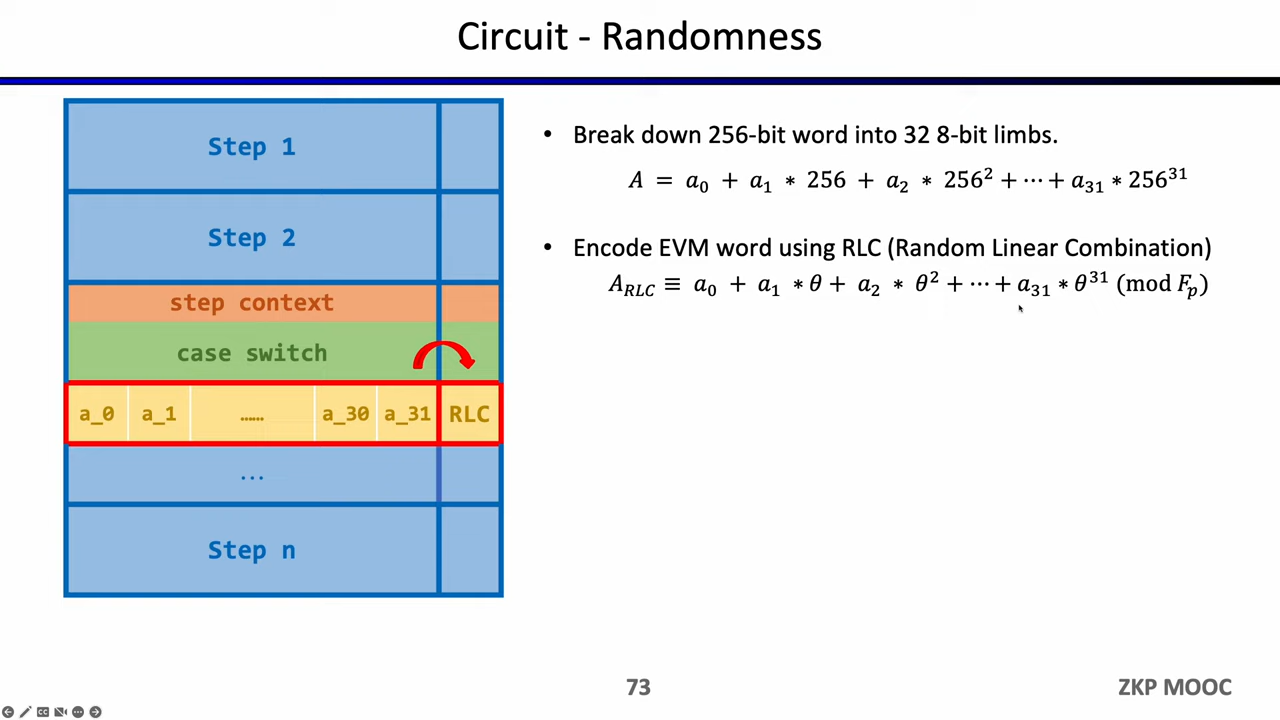 Circuit - Randomness
Step 1
Step 2
step context
case switch
a_0 a_1 …… a_30 a_31 RLC
...
Step n
• Break down 256-bit word into 32 8-bit limbs.
A = a₀ + a₁ * 256 + a₂ * 256² + ⋯ + a₃₁ * 256³¹
• Encode EVM word using RLC (Random Linear Combination)
A_RLC ≡ a₀ + a₁ * θ + a₂ * θ² + ⋯ + a₃₁ * θ³¹ (mod F_p)
73
ZKP MOOC